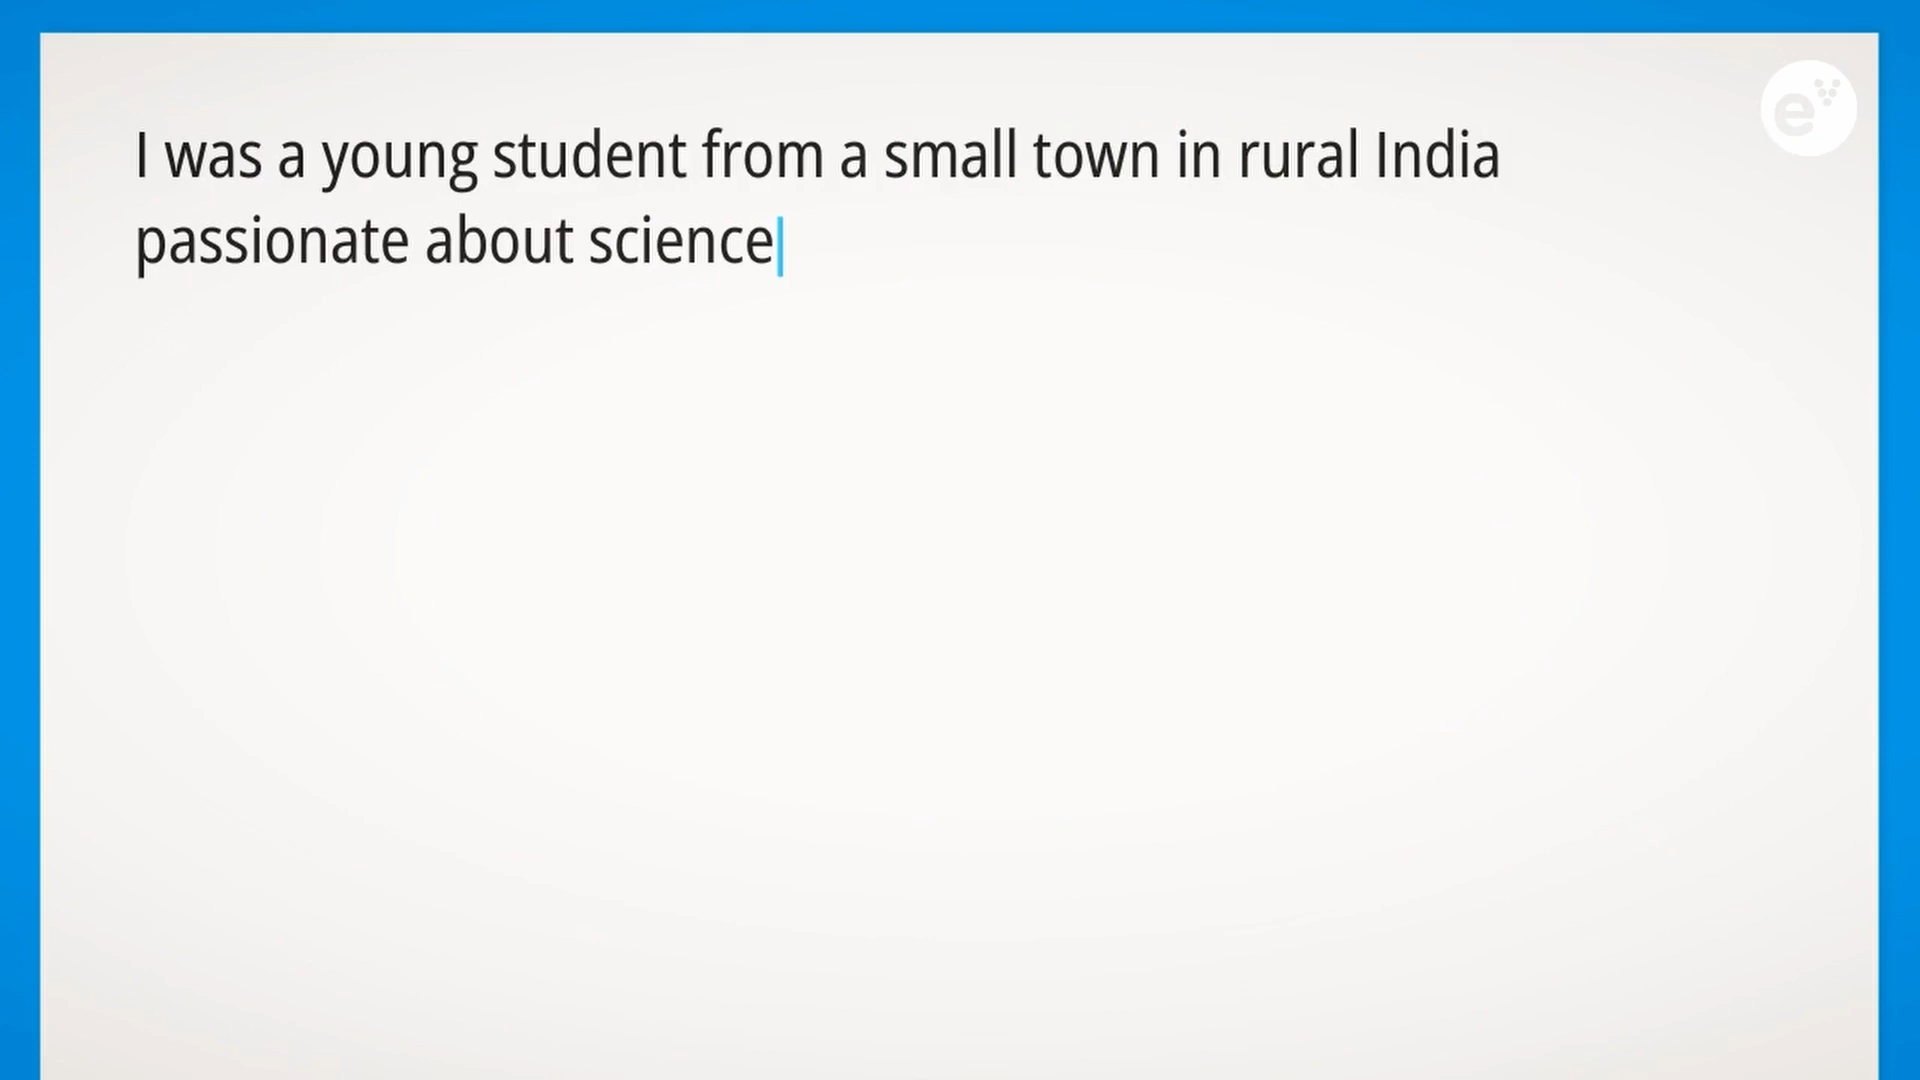 I was a young student from a small town in rural India
passionate about science
e